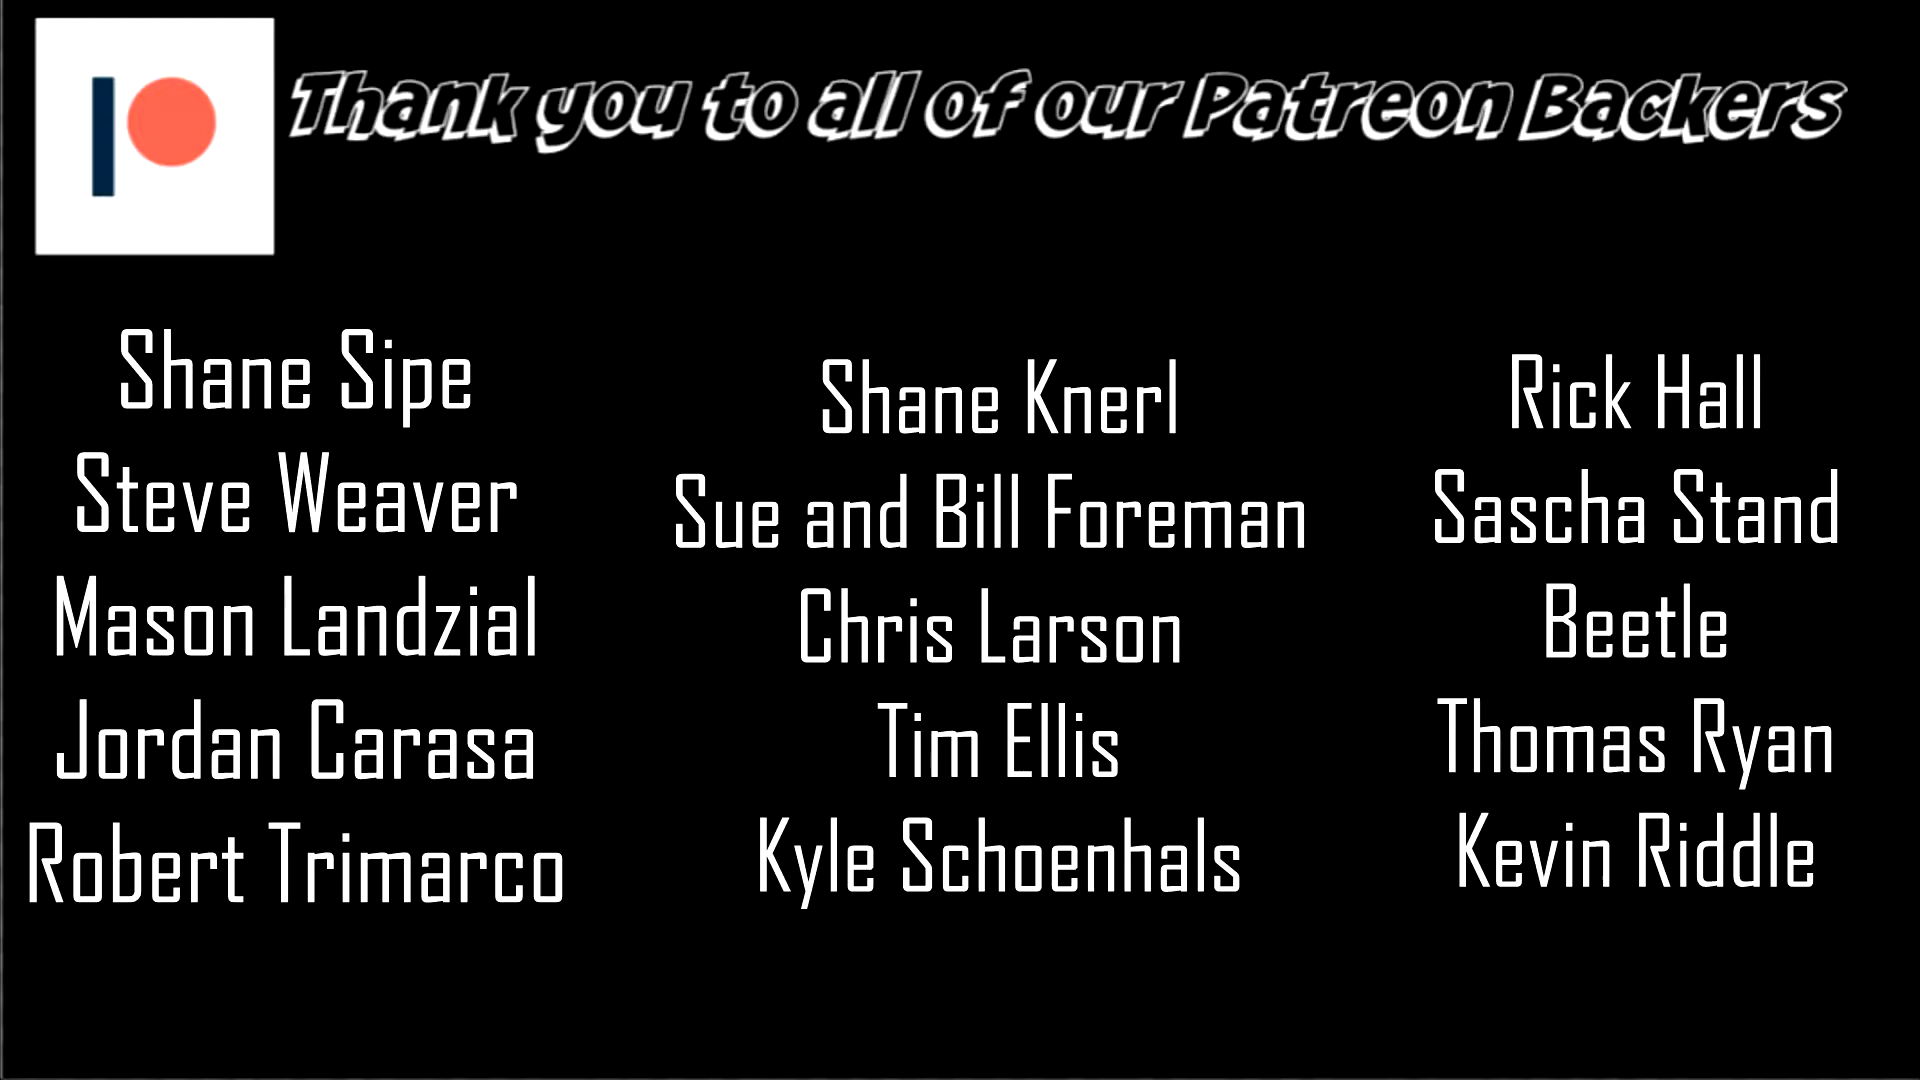 Thank you to all of our Patreon Backers
Shane Sipe
Steve Weaver
Mason Landzial
Jordan Carasa
Robert Trimarco
Shane Knerl
Sue and Bill Foreman
Chris Larson
Tim Ellis
Kyle Schoenhals
Rick Hall
Sascha Stand
Beetle
Thomas Ryan
Kevin Riddle